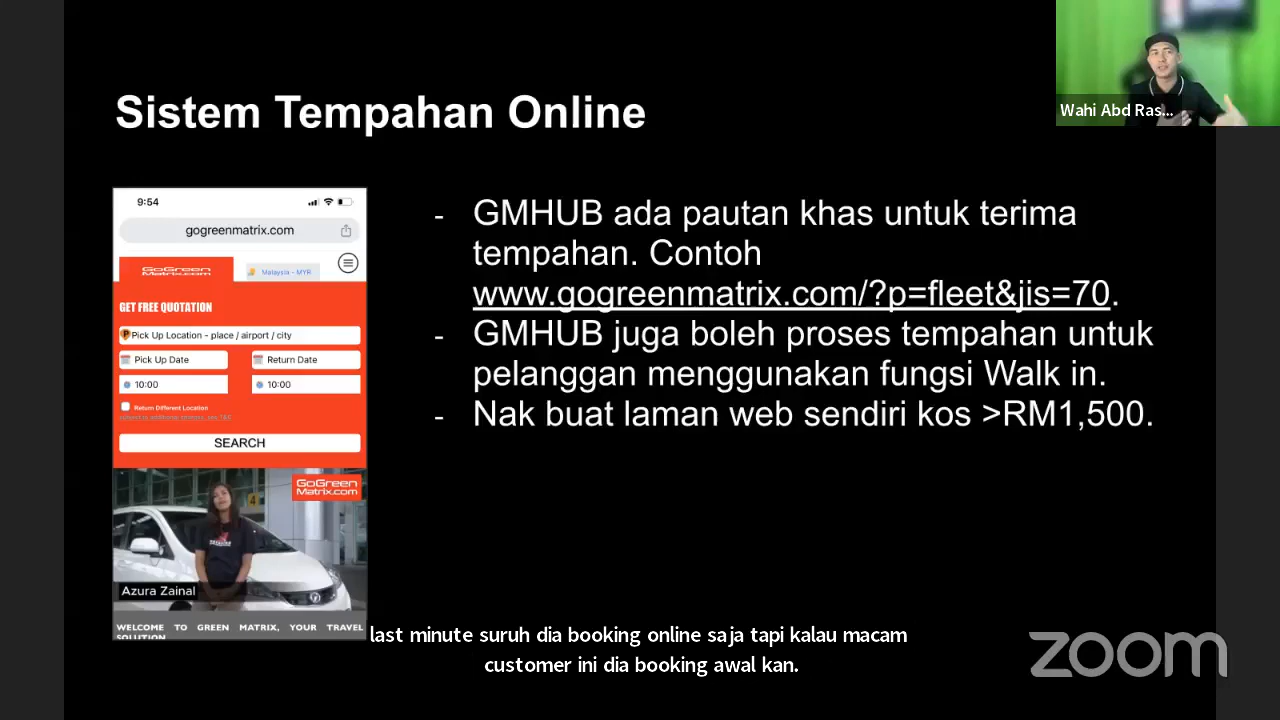 Wahi Abd Ras...
Sistem Tempahan Online
9:54
gogreenmatrix.com
GoGreen
Matrix.com
Malaysia - MYR
GET FREE QUOTATION
Pick Up Location - place / airport / city
Pick Up Date
Return Date
10:00
10:00
Return Different Location
SEARCH
GoGreen
Matrix.com
4
Azura Zainal
WELCOME TO GREEN MATRIX, YOUR TRAVEL
SOLUTION
- GMHUB ada pautan khas untuk terima
tempahan. Contoh
www.gogreenmatrix.com/?p=fleet&jis=70.
- GMHUB juga boleh proses tempahan untuk
pelanggan menggunakan fungsi Walk in.
- Nak buat laman web sendiri kos >RM1,500.
last minute suruh dia booking online saja tapi kalau macam
customer ini dia booking awal kan.
zoom